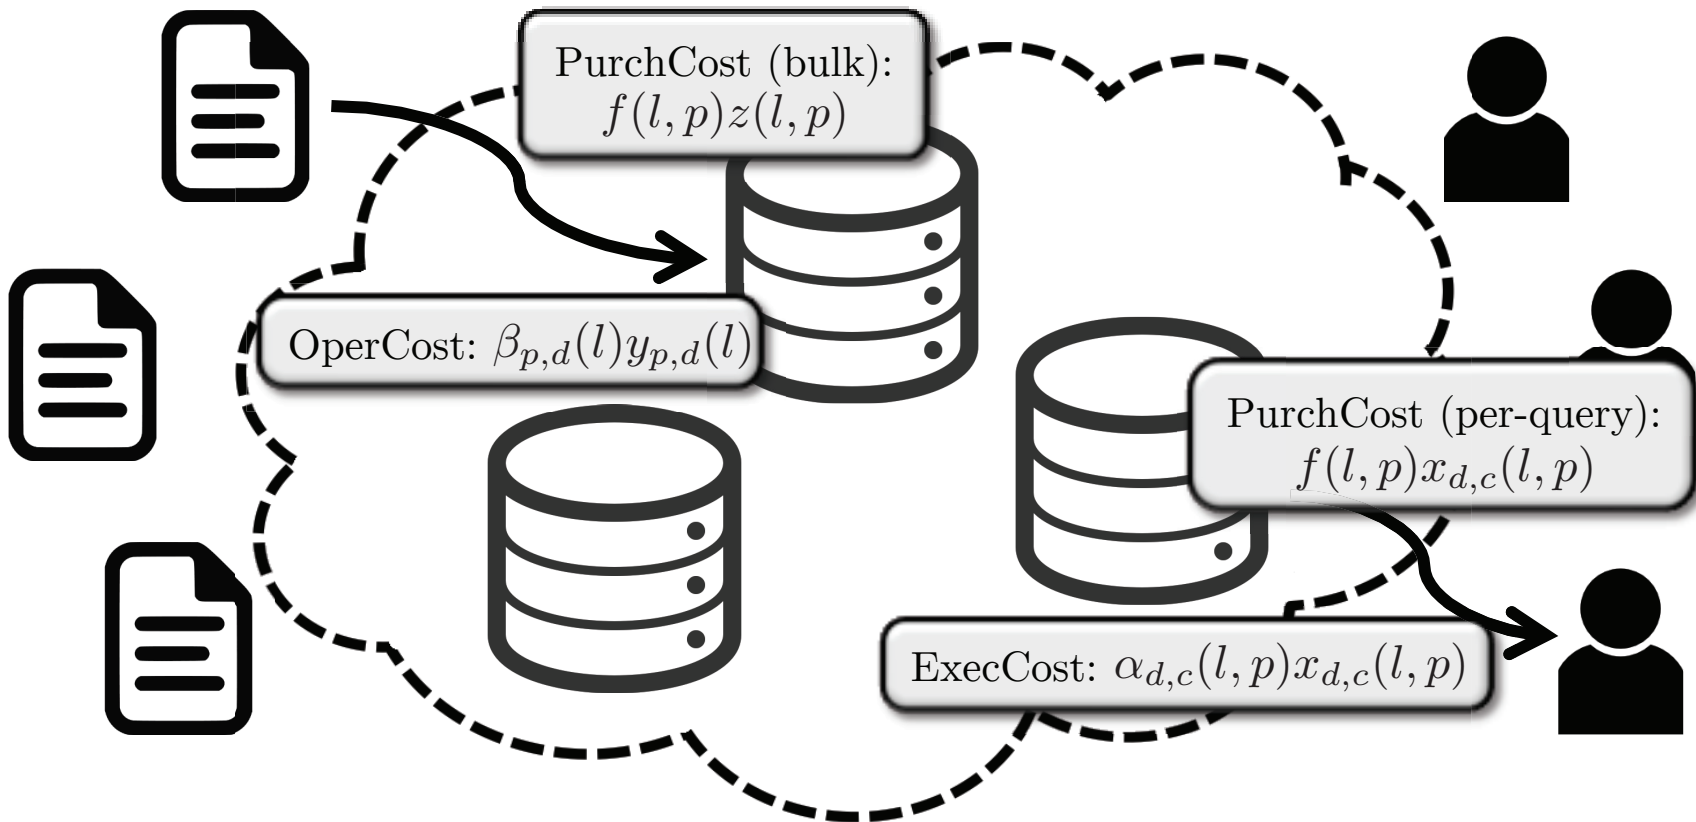 PurchCost (bulk):
f(l, p)z(l, p)
OperCost: β_{p,d}(l)y_{p,d}(l)
PurchCost (per-query):
f(l, p)x_{d,c}(l, p)
ExecCost: α_{d,c}(l, p)x_{d,c}(l, p)